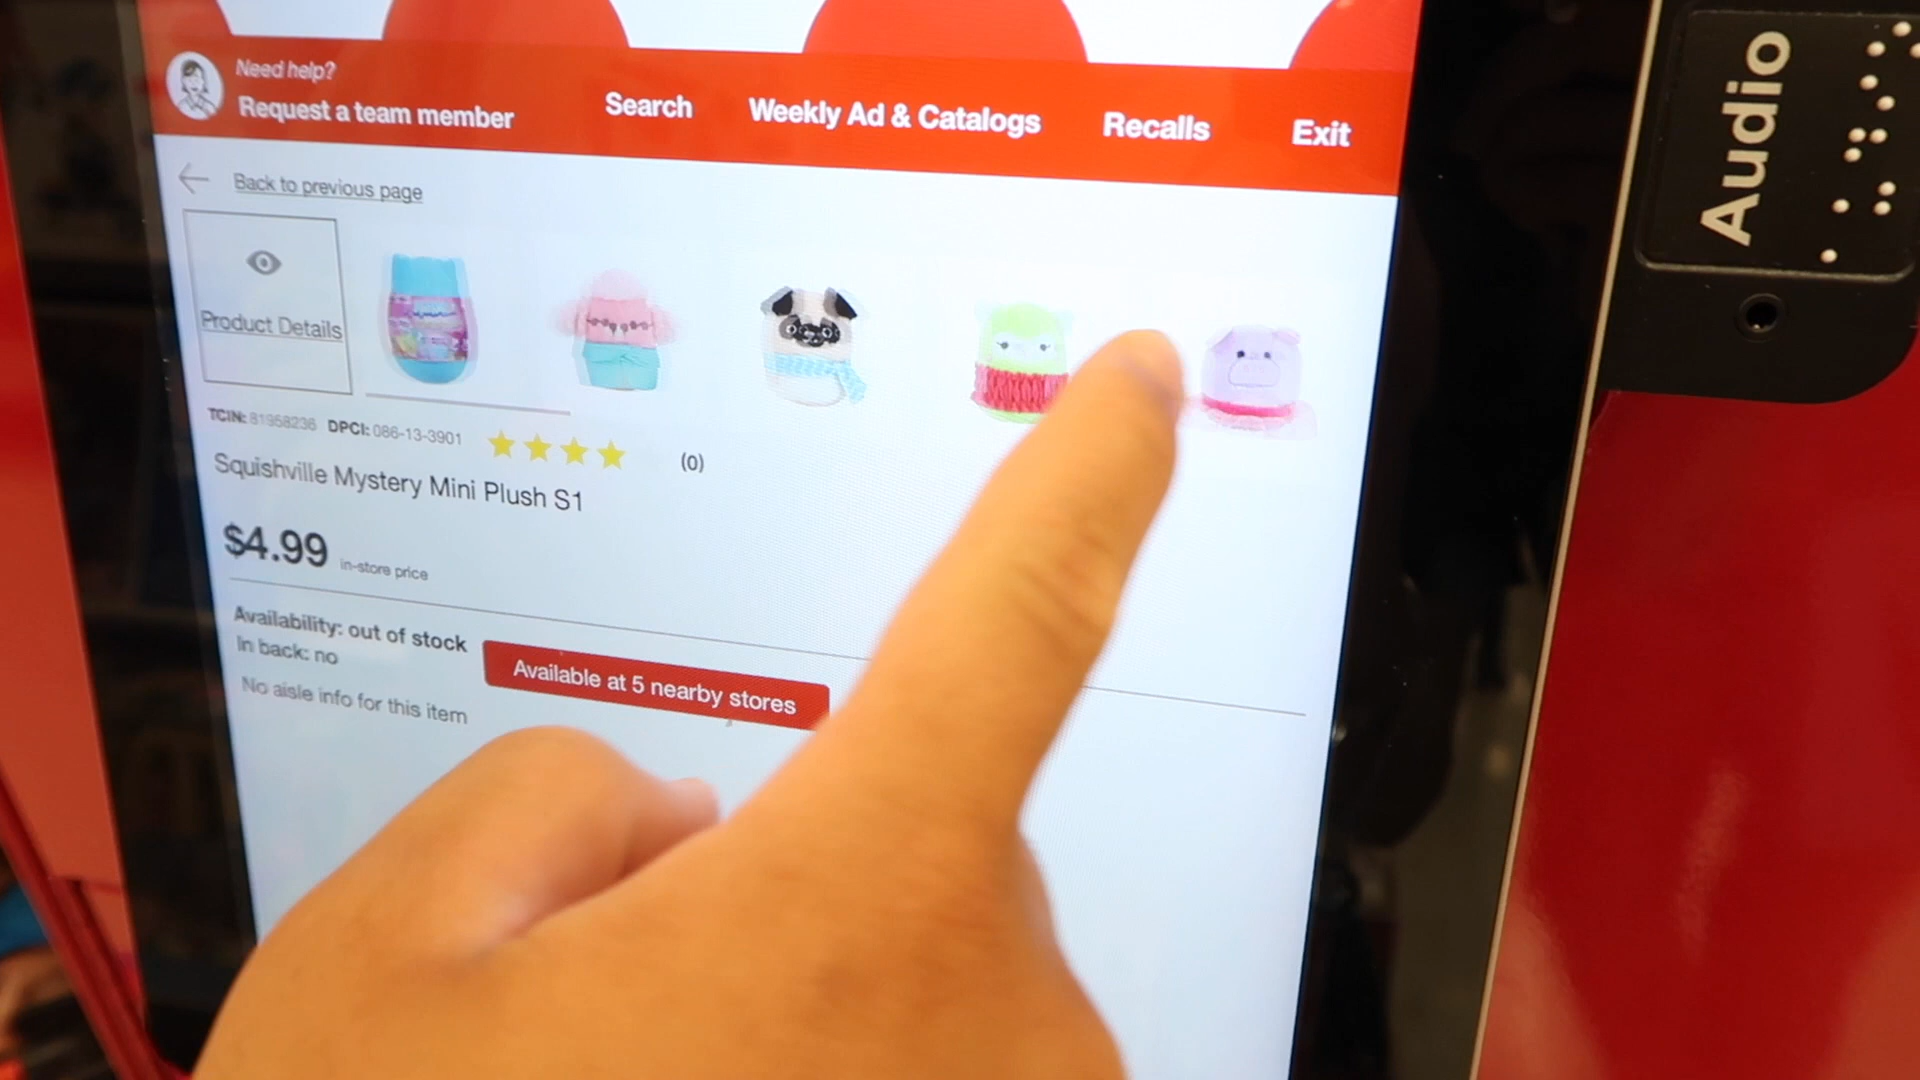 Need help?
Request a team member
Search
Weekly Ad & Catalogs
Recalls
Exit
Audio
Back to previous page
Product Details
TCIN: 81958236 DPCI: 086-13-3901
(0)
Squishville Mystery Mini Plush S1
$4.99 in-store price
Availability: out of stock
In back: no
Available at 5 nearby stores
No aisle info for this item